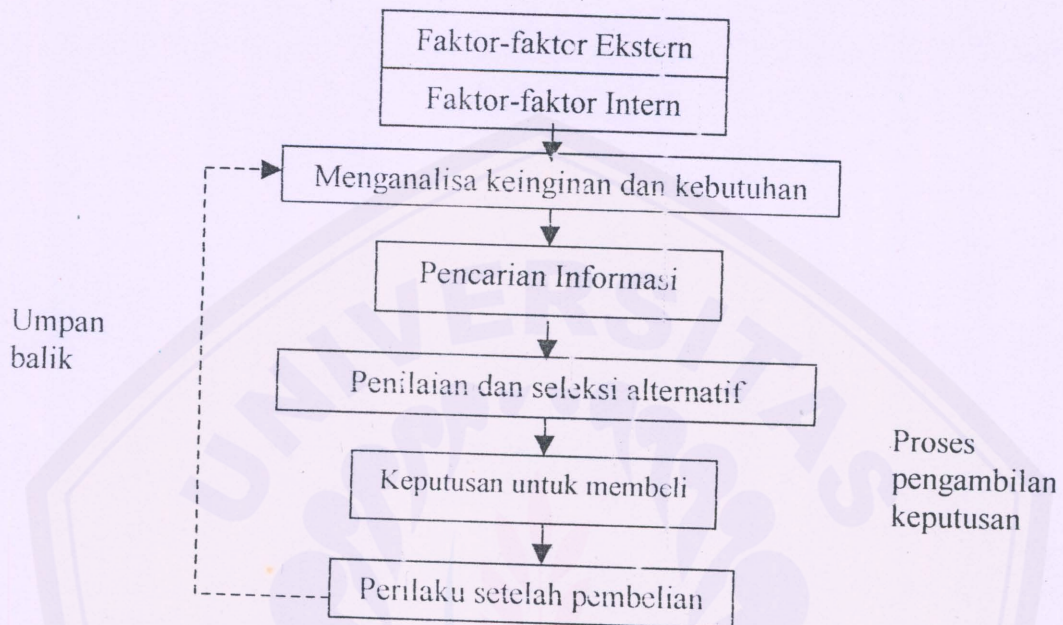 Faktor-faktor Ekstern
Faktor-faktor Intern
Menganalisa keinginan dan kebutuhan
Pencarian Informasi
Umpan
balik
Penilaian dan seleksi alternatif
Keputusan untuk membeli
Proses
pengambilan
keputusan
Perilaku setelah pembelian
UNIVERSITAS